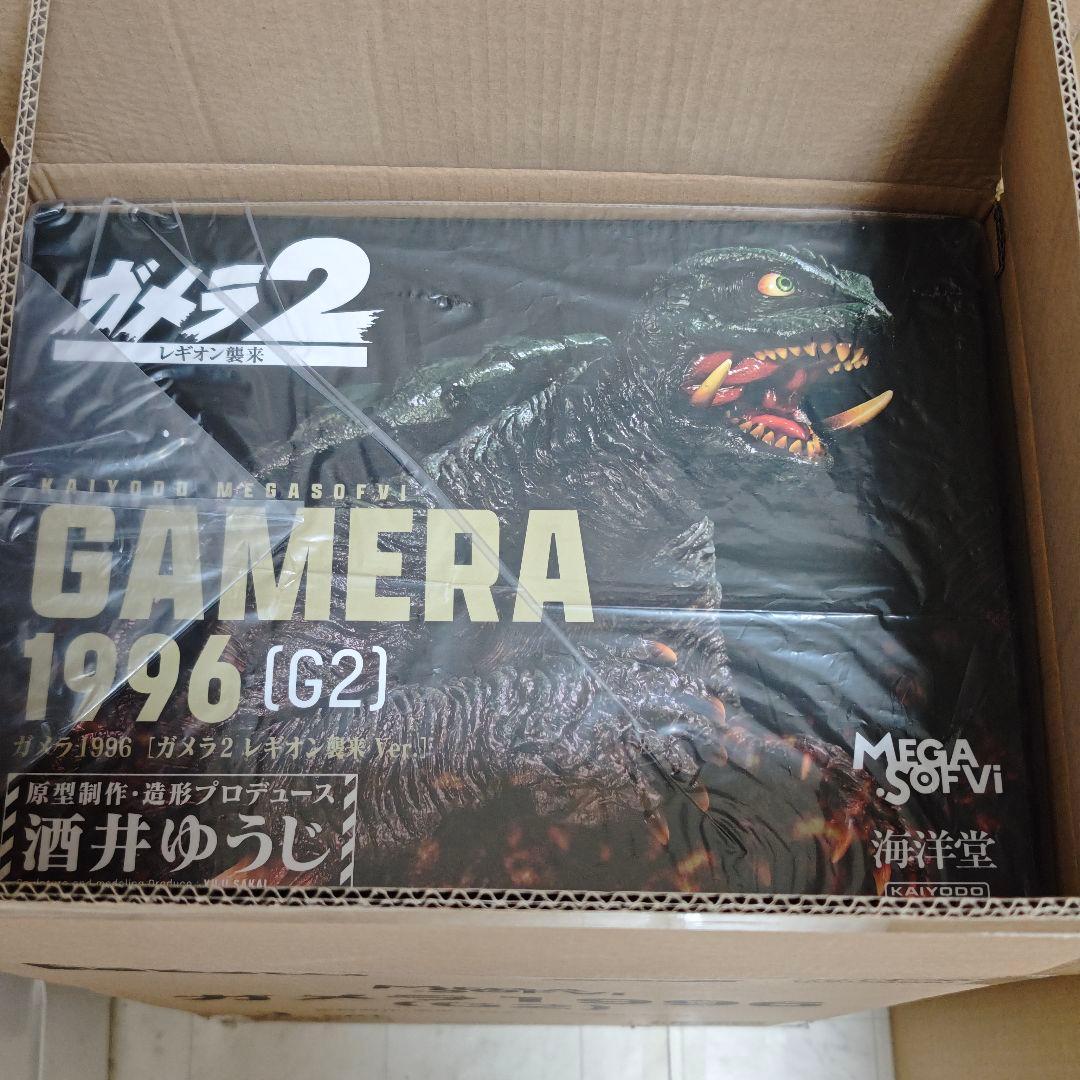 ガメラ2
レギオン襲来
KAIYODO MEGASOFVi
GAMERA
1996 [G2]
ガメラ1996 [ガメラ2 レギオン襲来 Ver.]
原型制作・造形プロデュース
酒井ゆうじ
YUJI SAKAI
MEGA
SOFVi
海洋堂
KAIYODO